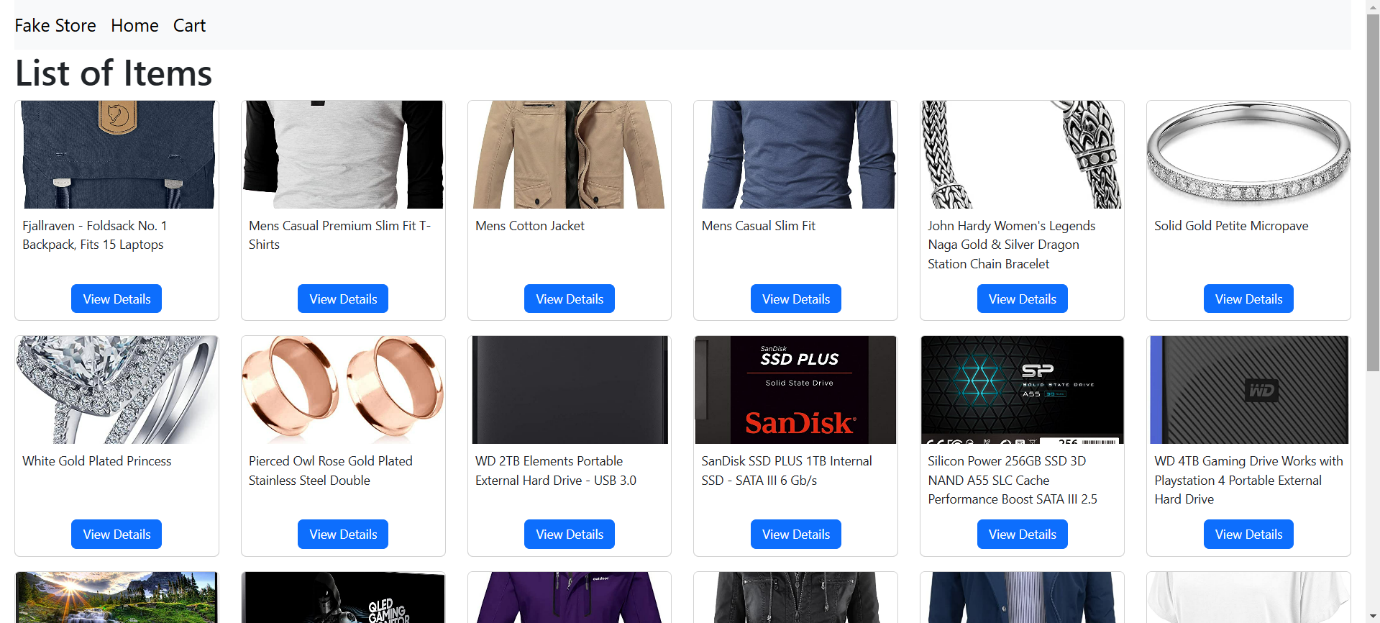 Fake Store Home Cart
List of Items
Fjallraven - Foldsack No. 1
Backpack, Fits 15 Laptops
View Details
Mens Casual Premium Slim Fit T-
Shirts
View Details
Mens Cotton Jacket
View Details
Mens Casual Slim Fit
View Details
John Hardy Women's Legends
Naga Gold & Silver Dragon
Station Chain Bracelet
View Details
Solid Gold Petite Micropave
View Details
White Gold Plated Princess
View Details
Pierced Owl Rose Gold Plated
Stainless Steel Double
View Details
WD 2TB Elements Portable
External Hard Drive - USB 3.0
View Details
SanDisk
SSD PLUS
Solid State Drive
SanDisk
SanDisk SSD PLUS 1TB Internal
SSD - SATA III 6 Gb/s
View Details
SP
SOLID STATE DRIVE
A55
256
Silicon Power 256GB SSD 3D
NAND A55 SLC Cache
Performance Boost SATA III 2.5
View Details
WD
WD 4TB Gaming Drive Works with
Playstation 4 Portable External
Hard Drive
View Details
QLED
GAMING